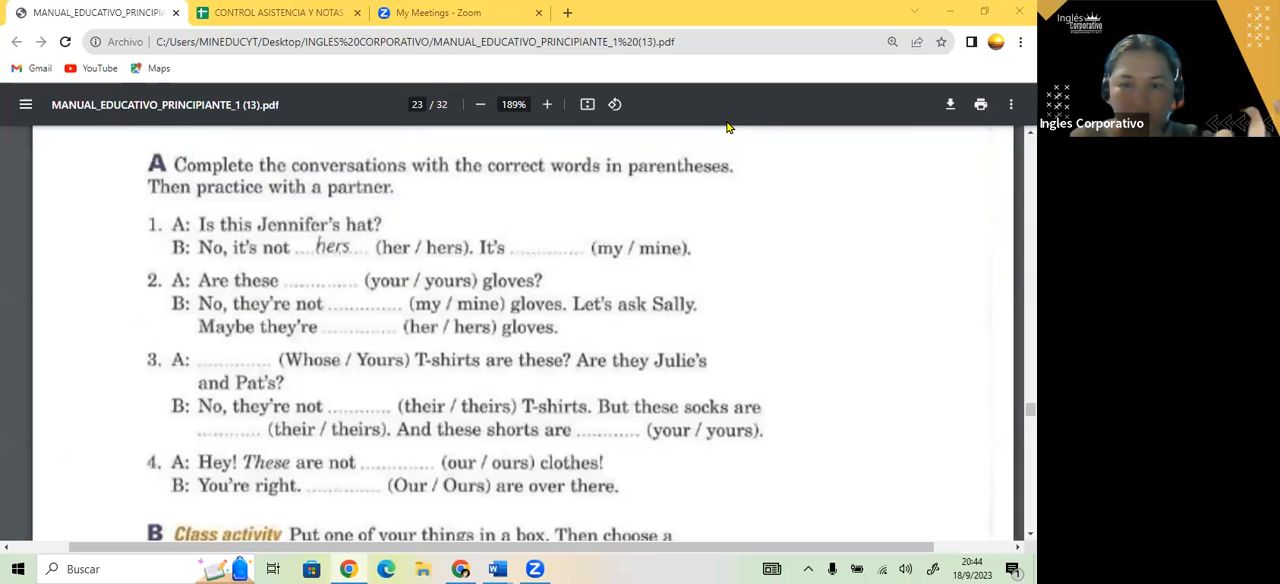 MANUAL_EDUCATIVO_PRINCIPIANTE_1
CONTROL ASISTENCIA Y NOTAS
My Meetings - Zoom
Archivo
C:/Users/MINEDUCYT/Desktop/INGLES%20CORPORATIVO/MANUAL_EDUCATIVO_PRINCIPIANTE_1%20(13).pdf
Gmail
YouTube
Maps
MANUAL_EDUCATIVO_PRINCIPIANTE_1 (13).pdf
23 / 32
189%
A Complete the conversations with the correct words in parentheses.
Then practice with a partner.
1. A: Is this Jennifer's hat?
B: No, it's not ....hers.... (her / hers). It's .............. (my / mine).
2. A: Are these .............. (your / yours) gloves?
B: No, they're not .............. (my / mine) gloves. Let's ask Sally.
Maybe they're .............. (her / hers) gloves.
3. A: .............. (Whose / Yours) T-shirts are these? Are they Julie's
and Pat's?
B: No, they're not ............ (their / theirs) T-shirts. But these socks are
............ (their / theirs). And these shorts are ............ (your / yours).
4. A: Hey! These are not .............. (our / ours) clothes!
B: You're right. .............. (Our / Ours) are over there.
B Class activity Put one of your things in a box. Then choose a
Inglés
Corporativo
Ingles Corporativo
Buscar
20:44
18/9/2023